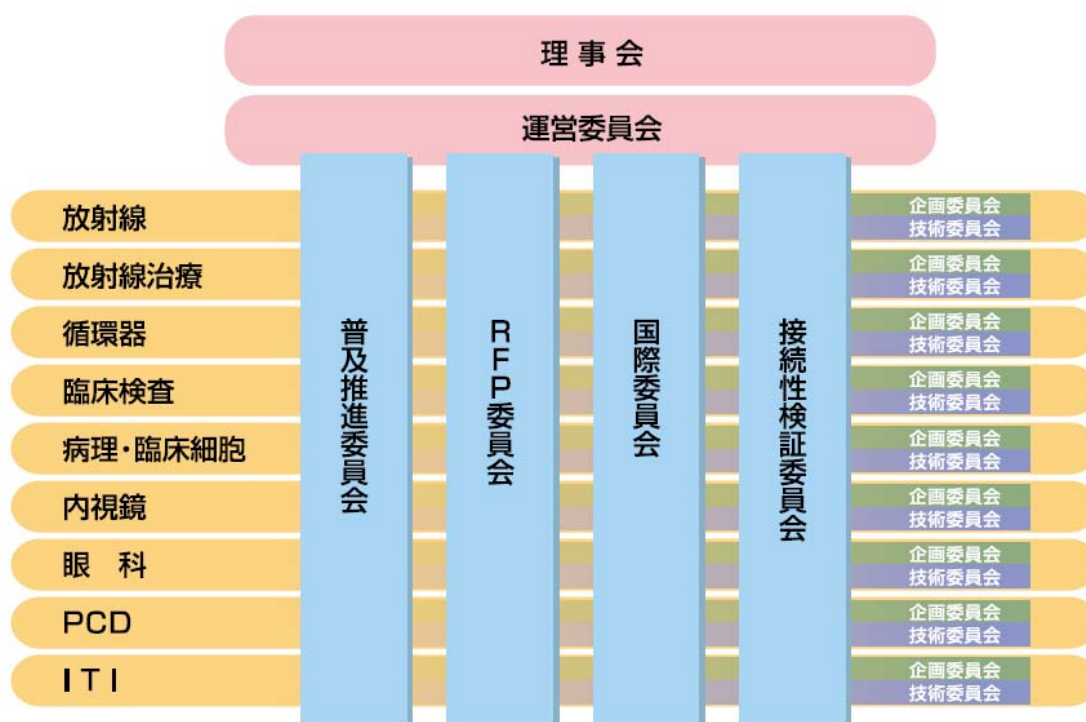 理事会
運営委員会
普及推進委員会
RFP委員会
国際委員会
接続性検証委員会
放射線
企画委員会
技術委員会
放射線治療
企画委員会
技術委員会
循環器
企画委員会
技術委員会
臨床検査
企画委員会
技術委員会
病理・臨床細胞
企画委員会
技術委員会
内視鏡
企画委員会
技術委員会
眼 科
企画委員会
技術委員会
PCD
企画委員会
技術委員会
ITI
企画委員会
技術委員会